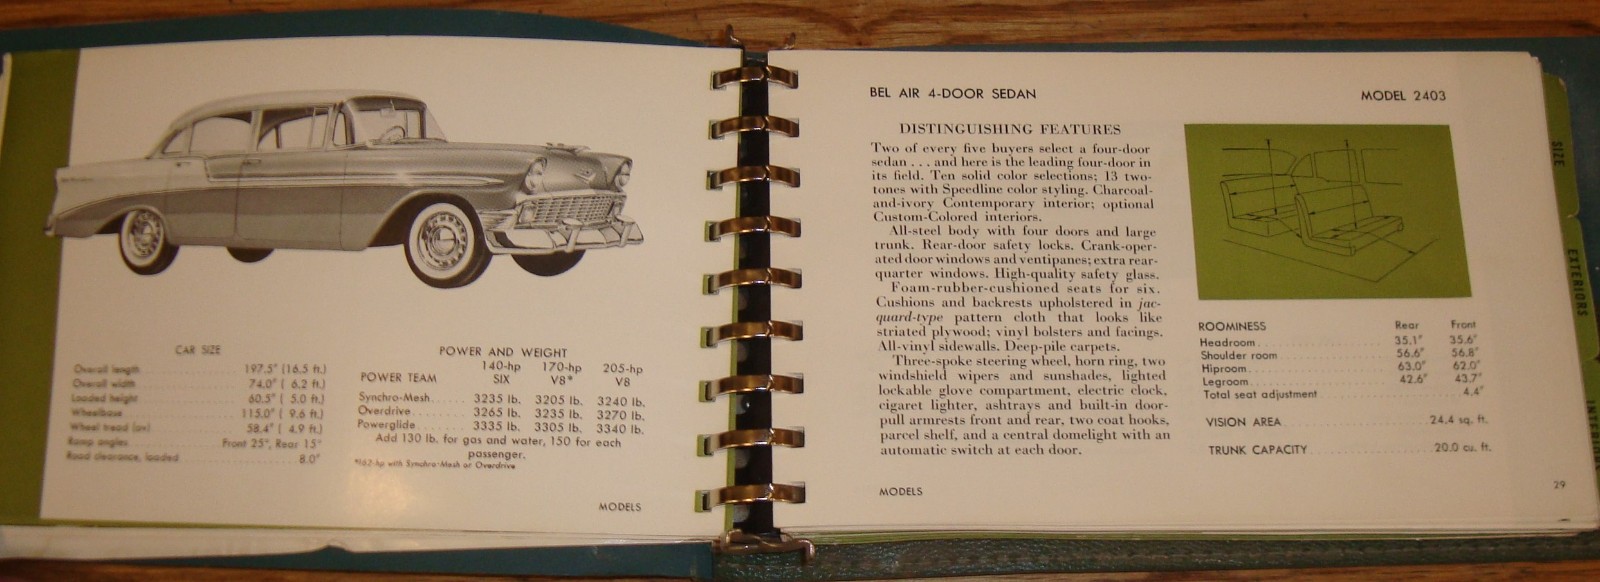 CAR SIZE
Overall length 197.5" (16.5 ft.)
Overall width 74.0" ( 6.2 ft.)
Loaded height 60.5" ( 5.0 ft.)
Wheelbase 115.0" ( 9.6 ft.)
Wheel tread (av) 58.4" ( 4.9 ft.)
Ramp angles Front 25°, Rear 15°
Road clearance, loaded 8.0"
POWER AND WEIGHT
140-hp 170-hp 205-hp
POWER TEAM SIX V8* V8
Synchro-Mesh 3235 lb. 3205 lb. 3240 lb.
Overdrive 3265 lb. 3235 lb. 3270 lb.
Powerglide 3335 lb. 3305 lb. 3340 lb.
Add 130 lb. for gas and water, 150 for each
passenger.
*162-hp with Synchro-Mesh or Overdrive
MODELS
BEL AIR 4-DOOR SEDAN
MODEL 2403
DISTINGUISHING FEATURES
Two of every five buyers select a four-door
sedan . . . and here is the leading four-door in
its field. Ten solid color selections; 13 two-
tones with Speedline color styling. Charcoal-
and-ivory Contemporary interior; optional
Custom-Colored interiors.
All-steel body with four doors and large
trunk. Rear-door safety locks. Crank-oper-
ated door windows and ventipanes; extra rear-
quarter windows. High-quality safety glass.
Foam-rubber-cushioned seats for six.
Cushions and backrests upholstered in jac-
quard-type pattern cloth that looks like
striated plywood; vinyl bolsters and facings.
All-vinyl sidewalls. Deep-pile carpets.
Three-spoke steering wheel, horn ring, two
windshield wipers and sunshades, lighted
lockable glove compartment, electric clock,
cigaret lighter, ashtrays and built-in door-
pull armrests front and rear, two coat hooks,
parcel shelf, and a central domelight with an
automatic switch at each door.
MODELS
ROOMINESS Rear Front
Headroom 35.1" 35.6"
Shoulder room 56.6" 56.8"
Hiproom 63.0" 62.0"
Legroom 42.6" 43.7"
Total seat adjustment 4.4"
VISION AREA 24.4 sq. ft.
TRUNK CAPACITY 20.0 cu. ft.
29
SIZE
EXTERIORS